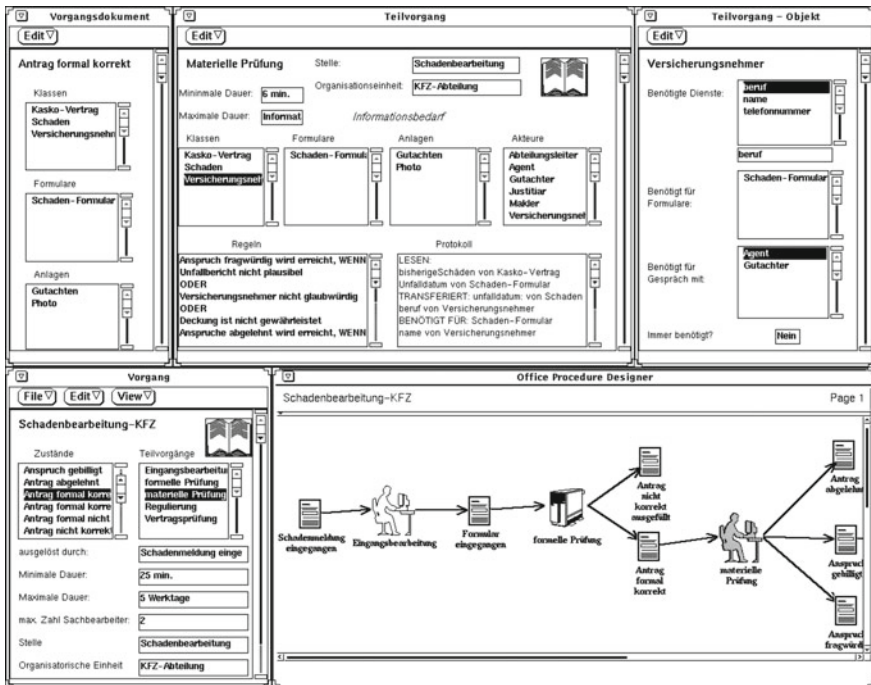 Vorgangsdokument
Edit
Antrag formal korrekt
Klassen
Kasko-Vertrag
Schaden
Versicherungsnehm
Formulare
Schaden-Formular
Anlagen
Gutachten
Photo
Teilvorgang
Edit
Materielle Prüfung
Stelle:
Schadenbearbeitung
Organisationseinheit:
KFZ-Abteilung
Mininmale Dauer:
6 min.
Maximale Dauer:
Informat
Informationsbedarf
Klassen
Formulare
Anlagen
Akteure
Kasko-Vertrag
Schaden
Versicherungsneh
Schaden-Formula
Gutachten
Photo
Abteilungsleiter
Agent
Gutachter
Justitiar
Makler
Versicherungsneh
Regeln
Anspruch fragwürdig wird erreicht, WENN
Unfallbericht nicht plausibel
ODER
Versicherungsnehmer nicht glaubwürdig
ODER
Deckung ist nicht gewährleistet
Anspruche abgelehnt wird erreicht, WENN
Protokoll
LESEN:
bisherigeSchäden von Kasko-Vertrag
Unfalldatum von Schaden-Formular
TRANSFERIERT: unfalldatum: von Schaden
beruf von Versicherungsnehmer
BENÖTIGT FÜR: Schaden-Formular
name von Versicherungsnehmer
Teilvorgang - Objekt
Edit
Versicherungsnehmer
Benötigte Dienste:
beruf
name
telefonnummer
beruf
Benötigt für
Formulare:
Schaden-Formular
Benötigt für
Gespräch mit:
Agent
Gutachter
Immer benötigt?
Nein
Vorgang
File Edit View
Schadenbearbeitung-KFZ
Zustände
Teilvorgänge
Anspruch gebilligt
Antrag abgelehnt
Antrag formal korre
Antrag formal korre
Antrag formal nicht
Antrag nicht korrekt
Eingangsbearbeitu
formelle Prüfung
materielle Prüfung
Regulierung
Vertragsprüfung
ausgelöst durch:
Schadenmeldung einge
Minimale Dauer:
25 min.
Maximale Dauer:
5 Werktage
max. Zahl Sachbearbeiter:
2
Stelle
Schadenbearbeitung
Organisatorische Einheit
KFZ-Abteilung
Office Procedure Designer
Schadenbearbeitung-KFZ
Page 1
Schadenmeldung
eingegangen
Eingangsbearbeitung
Formular
eingegangen
formelle Prüfung
Antrag
nicht
korrekt
ausgefüllt
Antrag
formal
korrekt
materielle
Prüfung
Antrag
abgelehn
Anspruc
gebilligt
Anspruc
fragwürd